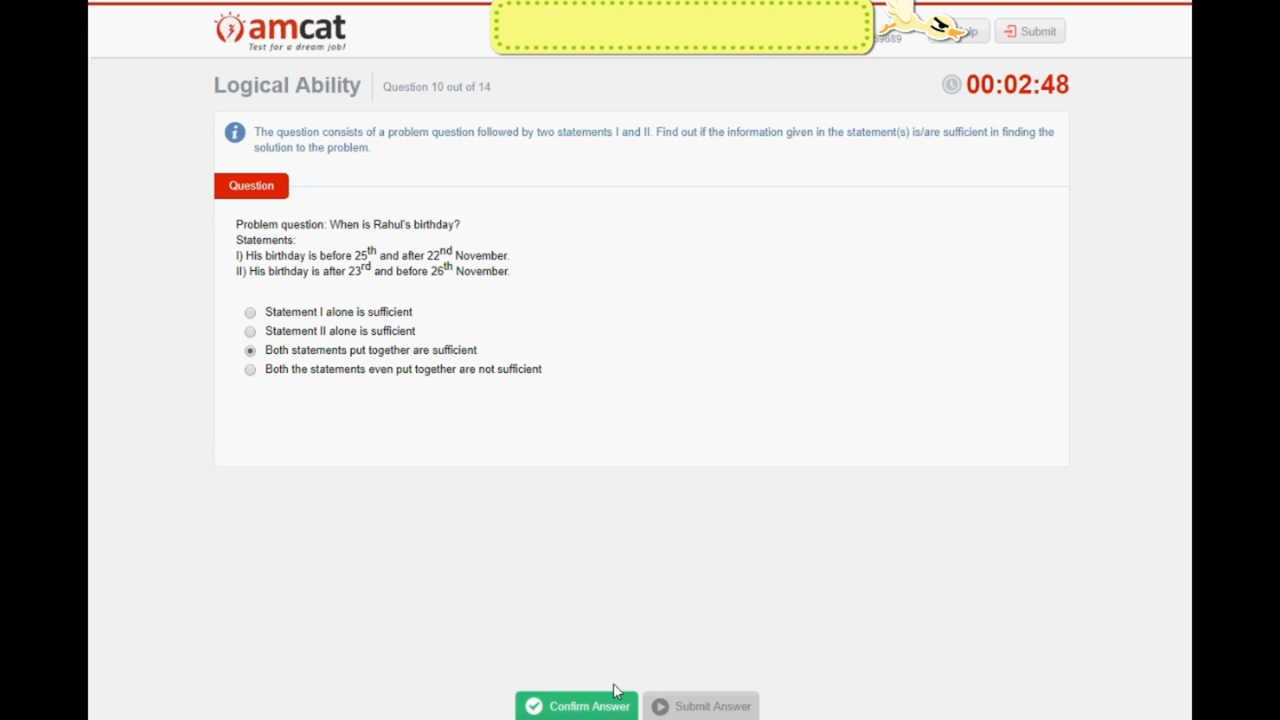 amcat
Test for a dream job!
Submit
Logical Ability
Question 10 out of 14
00:02:48
The question consists of a problem question followed by two statements I and II. Find out if the information given in the statement(s) is/are sufficient in finding the
solution to the problem.
Question
Problem question: When is Rahul's birthday?
Statements:
I) His birthday is before 25th and after 22nd November.
II) His birthday is after 23rd and before 26th November.
Statement I alone is sufficient
Statement II alone is sufficient
Both statements put together are sufficient
Both the statements even put together are not sufficient
Confirm Answer
Submit Answer